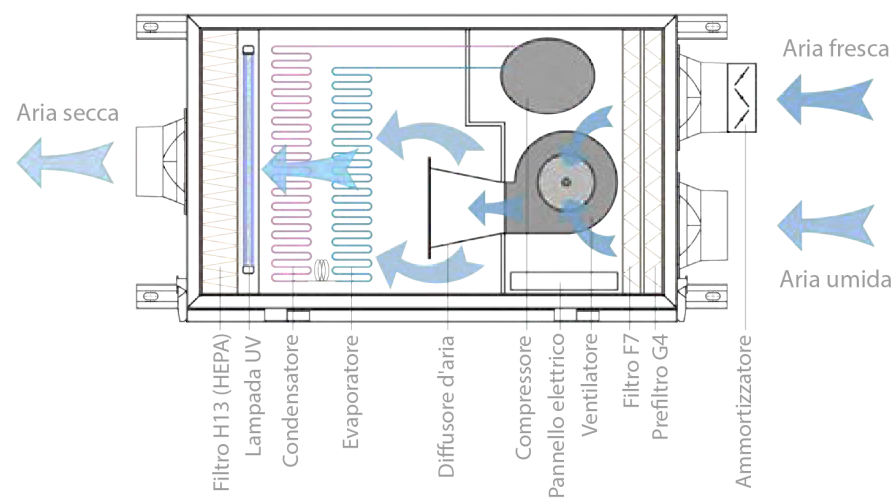 Aria fresca
Aria secca
Aria umida
Filtro H13 (HEPA)
Lampada UV
Condensatore
Evaporatore
Diffusore d'aria
Compressore
Pannello elettrico
Ventilatore
Filtro F7
Prefiltro G4
Ammortizzatore